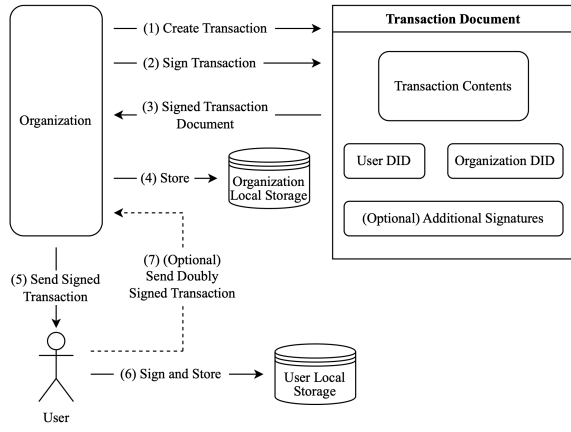 Transaction Document
(1) Create Transaction
(2) Sign Transaction
Transaction Contents
Organization
(3) Signed Transaction
Document
User DID
Organization DID
(4) Store
Organization
Local Storage
(Optional) Additional Signatures
(5) Send Signed
Transaction
(7) (Optional)
Send Doubly
Signed Transaction
(6) Sign and Store
User Local
Storage
User